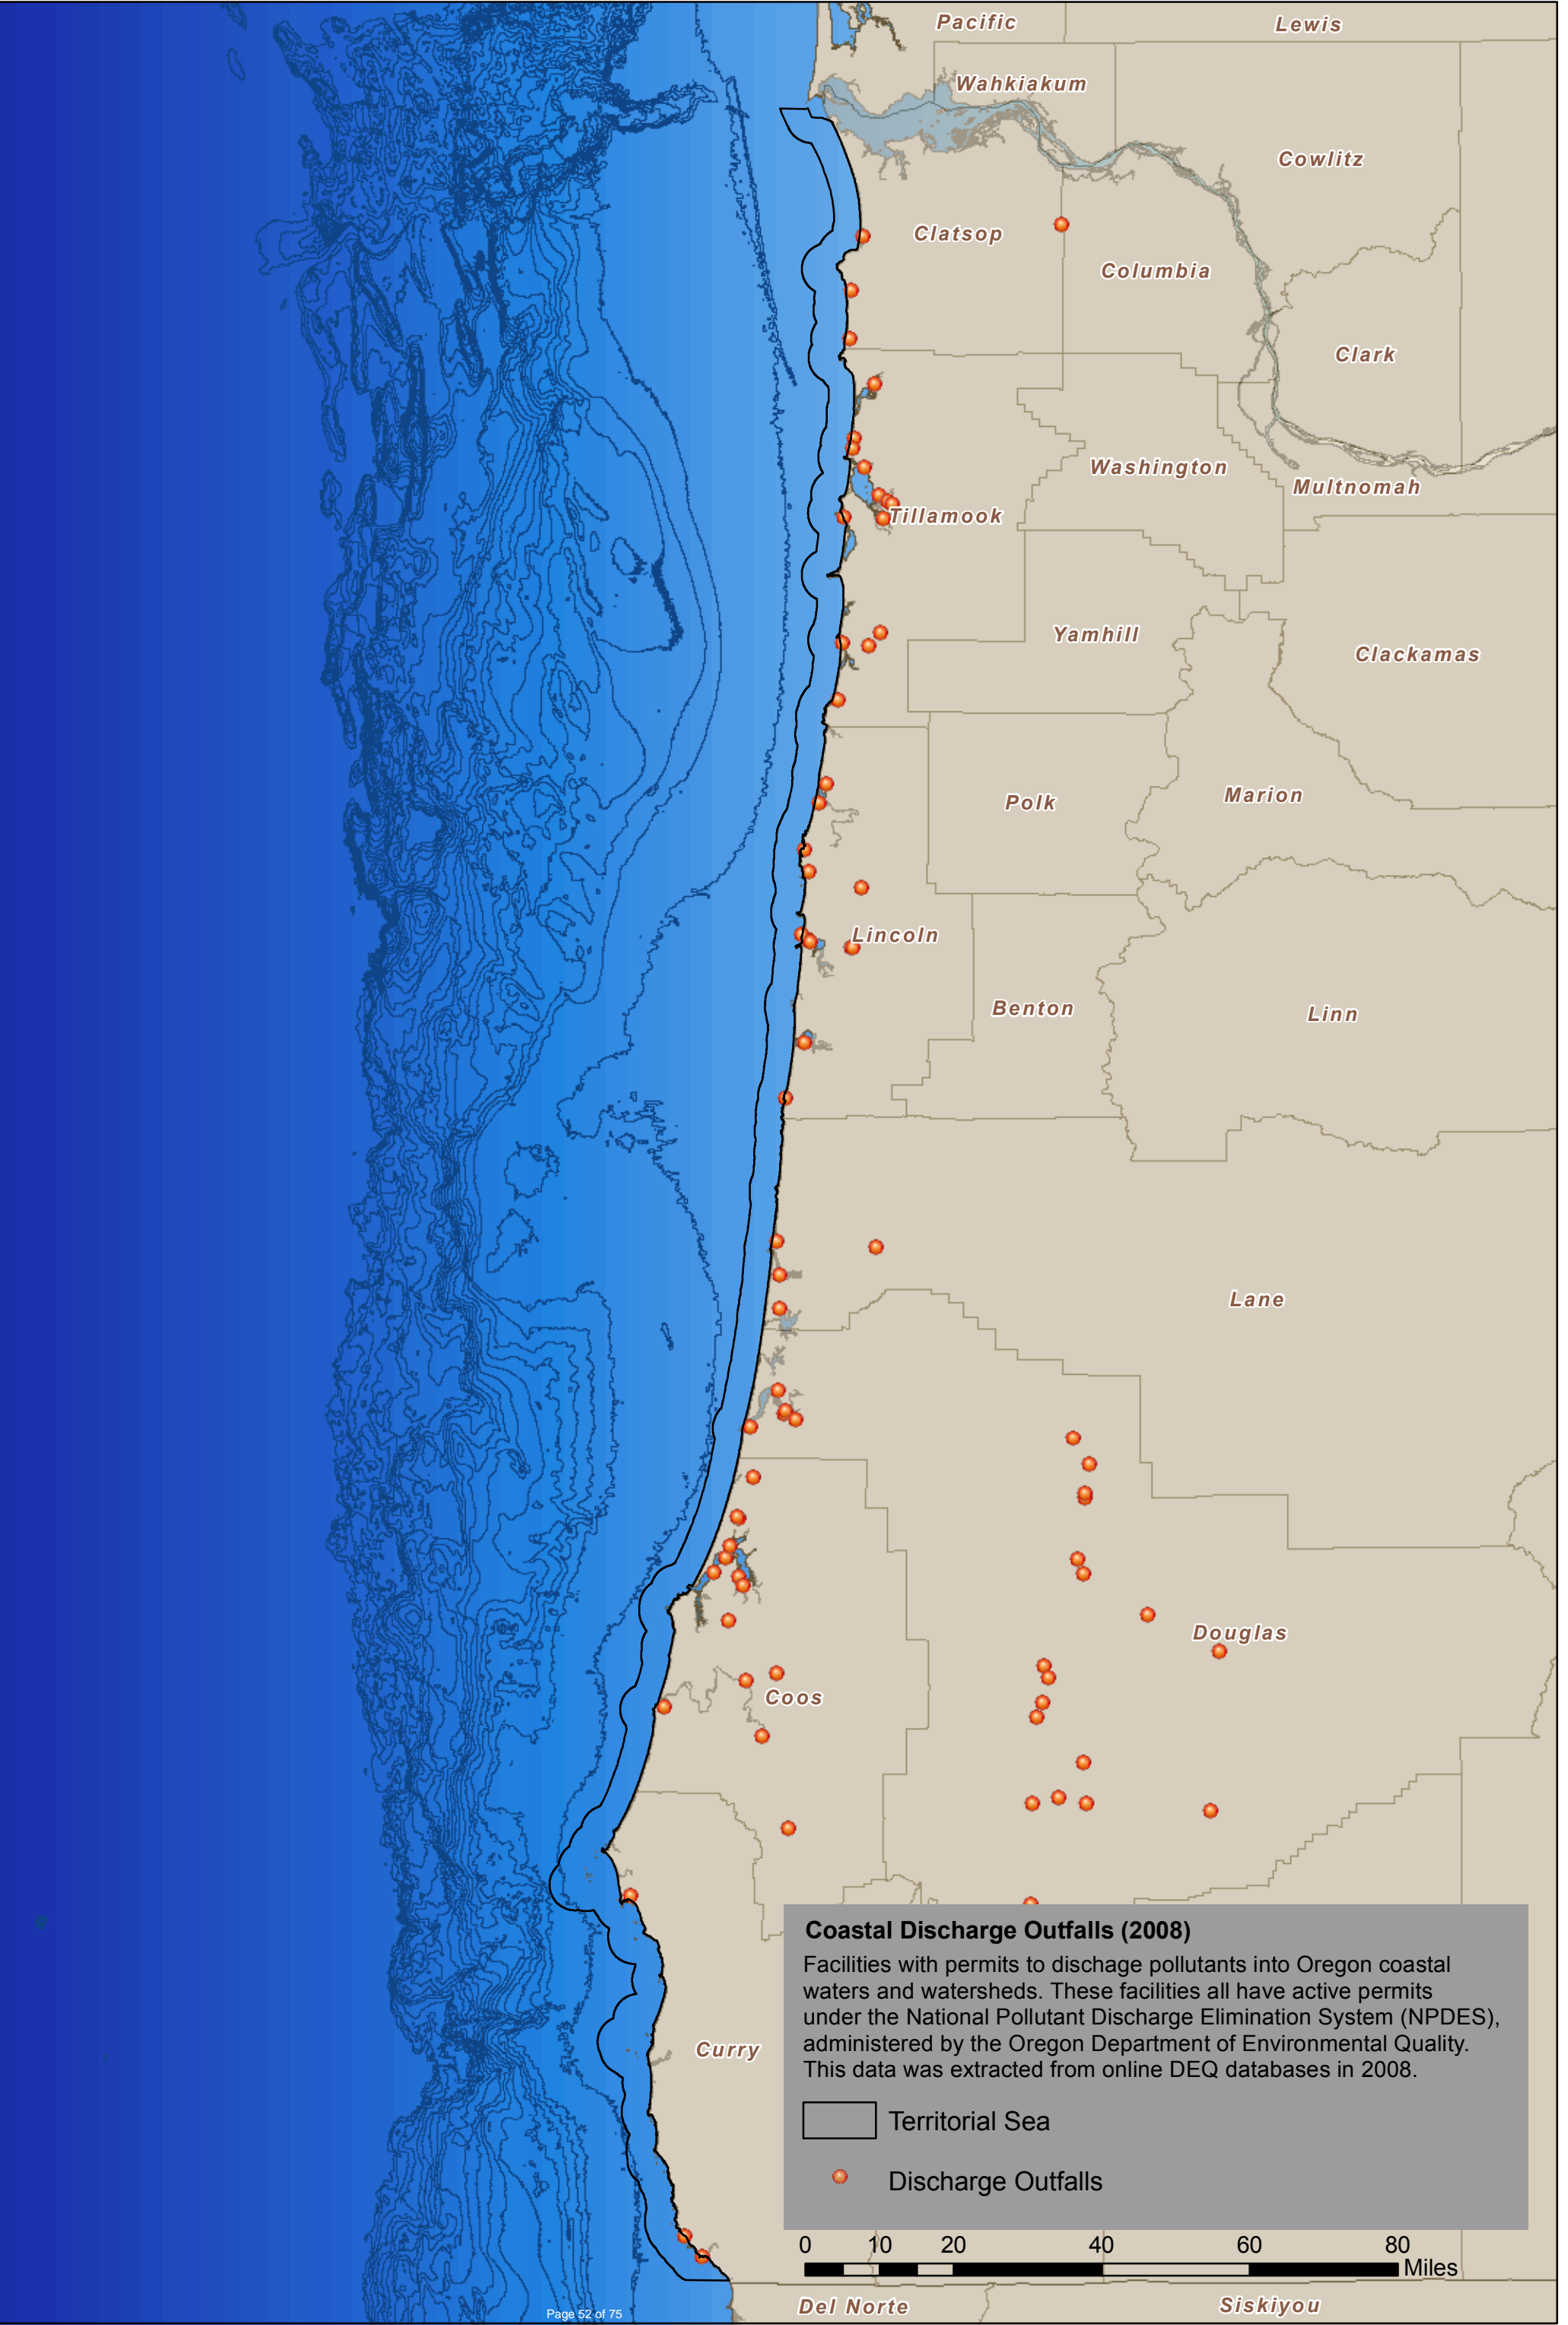 Pacific
Lewis
Wahkiakum
Cowlitz
Clatsop
Columbia
Clark
Washington
Multnomah
Tillamook
Yamhill
Clackamas
Polk
Marion
Lincoln
Benton
Linn
Lane
Douglas
Coos
Coastal Discharge Outfalls (2008)
Facilities with permits to dischage pollutants into Oregon coastal
waters and watersheds. These facilities all have active permits
under the National Pollutant Discharge Elimination System (NPDES),
administered by the Oregon Department of Environmental Quality.
This data was extracted from online DEQ databases in 2008.
Curry
Territorial Sea
Discharge Outfalls
0 10 20 40 60 80
Miles
Del Norte
Siskiyou
Page 52 of 75